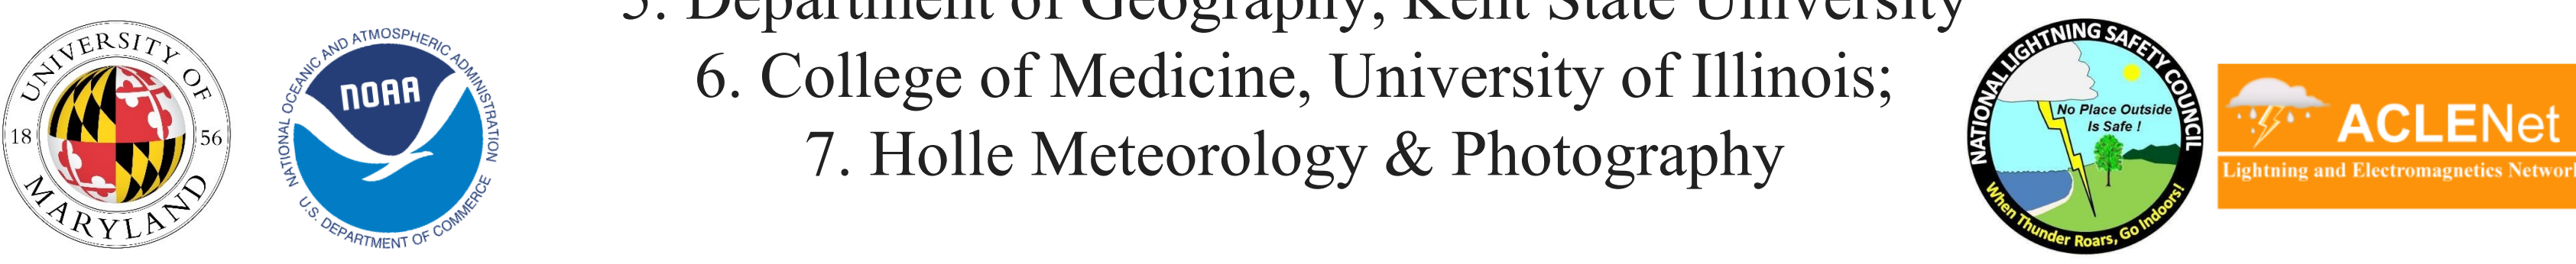 5. Department of Geography, Kent State University
6. College of Medicine, University of Illinois;
7. Holle Meteorology & Photography
UNIVERSITY OF
18 56
MARYLAND
NATIONAL OCEANIC AND ATMOSPHERIC ADMINISTRATION
NOAA
U.S. DEPARTMENT OF COMMERCE
NATIONAL LIGHTNING SAFETY COUNCIL
No Place Outside
Is Safe !
When Thunder Roars, Go Indoors!
ACLENet
Lightning and Electromagnetics Network